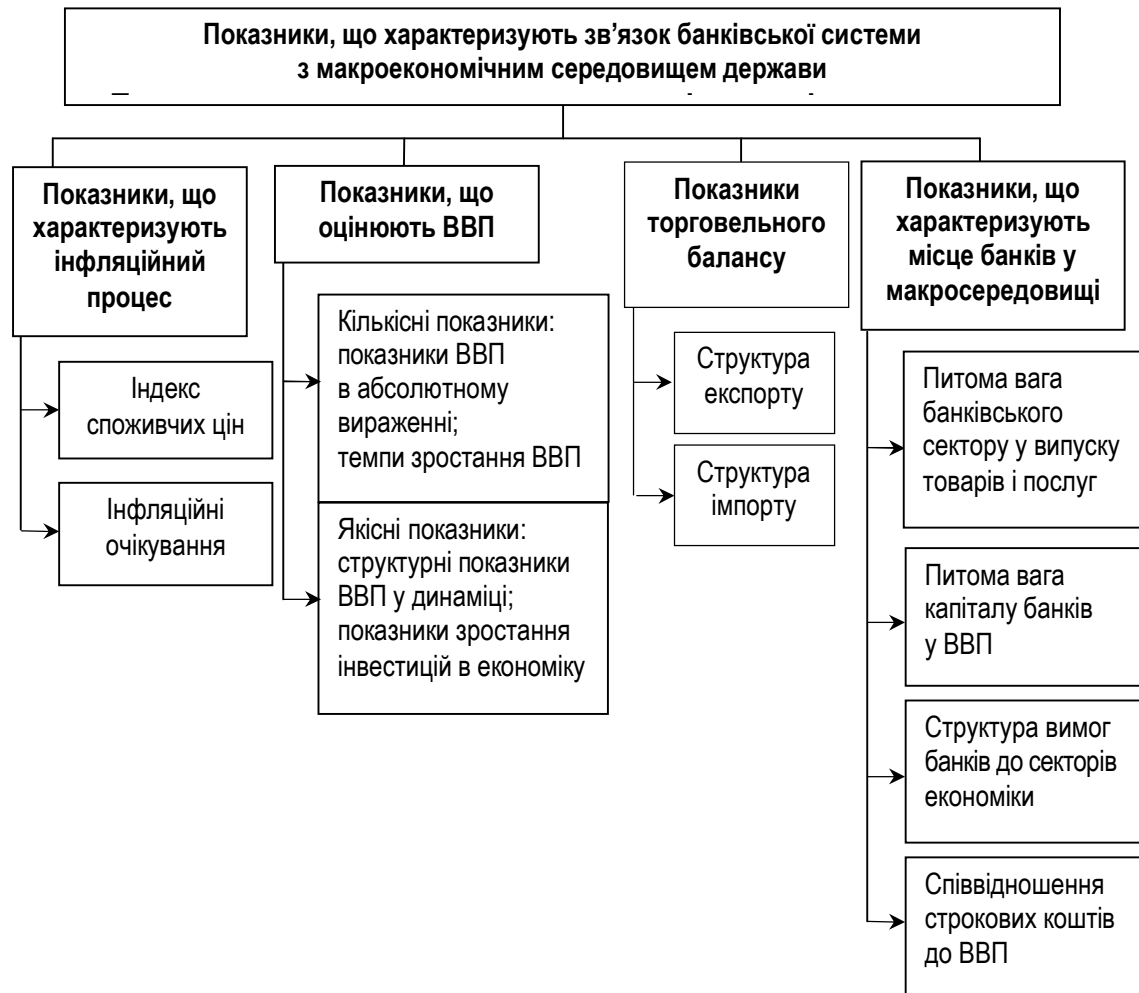 Показники, що характеризують зв’язок банківської системи
з макроекономічним середовищем держави
Показники, що
характеризують
інфляційний
процес
Індекс
споживчих цін
Інфляційні
очікування
Показники, що
оцінюють ВВП
Кількісні показники:
показники ВВП
в абсолютному
вираженні;
темпи зростання ВВП
Якісні показники:
структурні показники
ВВП у динаміці;
показники зростання
інвестицій в економіку
Показники
торговельного
балансу
Структура
експорту
Структура
імпорту
Показники, що
характеризують
місце банків у
макросередовищі
Питома вага
банківського
сектору у випуску
товарів і послуг
Питома вага
капіталу банків
у ВВП
Структура вимог
банків до секторів
економіки
Співвідношення
строкових коштів
до ВВП